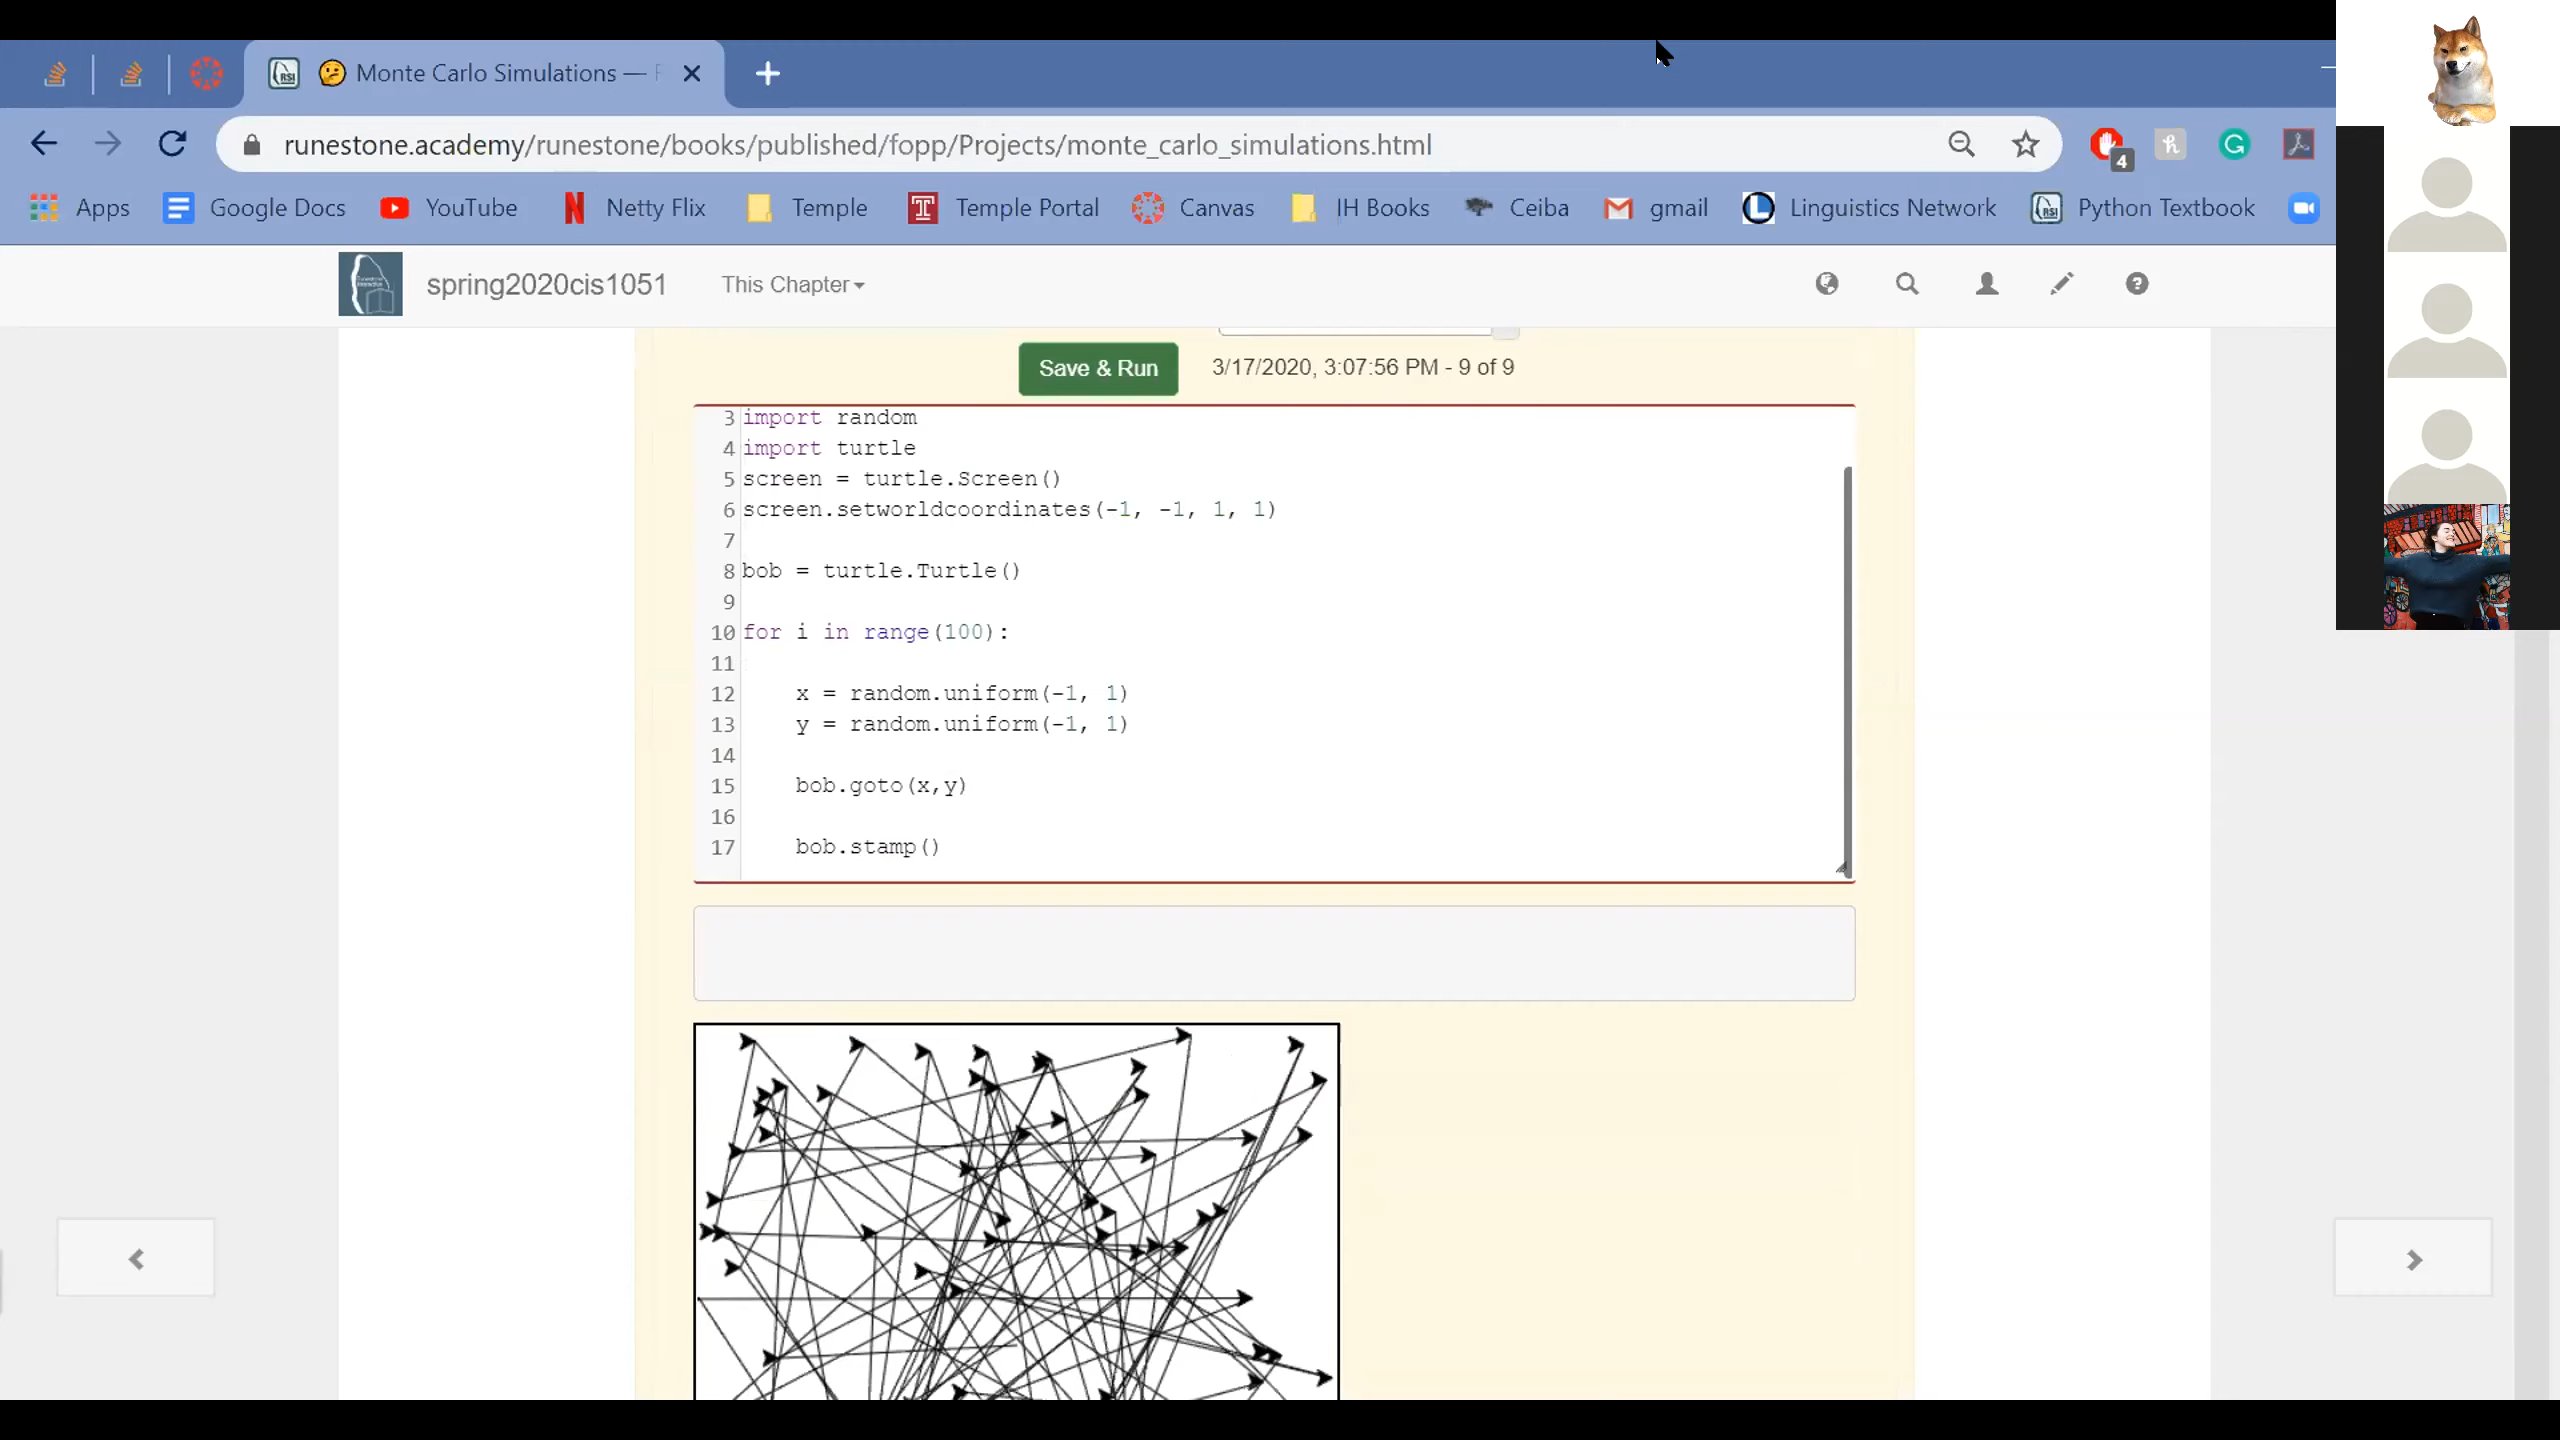 Monte Carlo Simulations —
runestone.academy/runestone/books/published/fopp/Projects/monte_carlo_simulations.html
4
Apps Google Docs YouTube Netty Flix Temple Temple Portal Canvas IH Books Ceiba gmail Linguistics Network Python Textbook
spring2020cis1051 This Chapter
Save & Run 3/17/2020, 3:07:56 PM - 9 of 9
3 import random
4 import turtle
5 screen = turtle.Screen()
6 screen.setworldcoordinates(-1, -1, 1, 1)
7
8 bob = turtle.Turtle()
9
10 for i in range(100):
11
12 x = random.uniform(-1, 1)
13 y = random.uniform(-1, 1)
14
15 bob.goto(x,y)
16
17 bob.stamp()